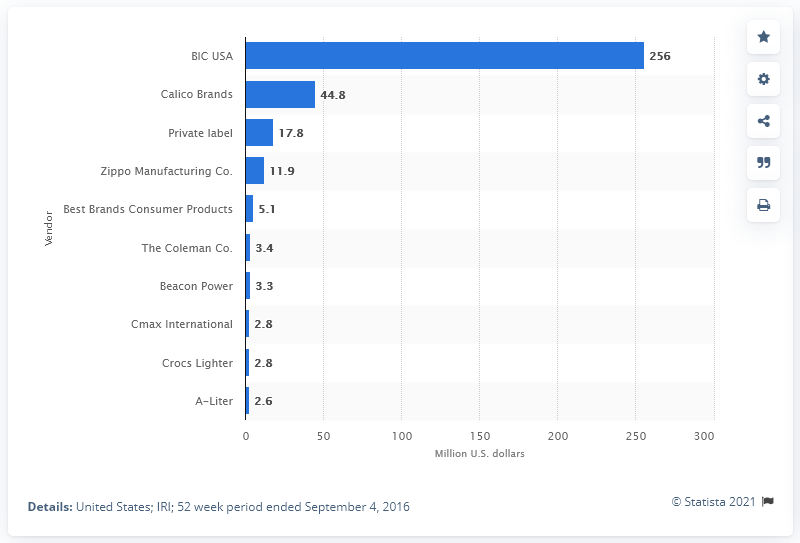 BIC USA 256
Calico Brands 44.8
Private label 17.8
Zippo Manufacturing Co. 11.9
Best Brands Consumer Products 5.1
The Coleman Co. 3.4
Beacon Power 3.3
Cmax International 2.8
Crocs Lighter 2.8
A-Liter 2.6
Vendor
0 50 100 150 200 250 300
Million U.S. dollars
Details: United States; IRI; 52 week period ended September 4, 2016
© Statista 2021